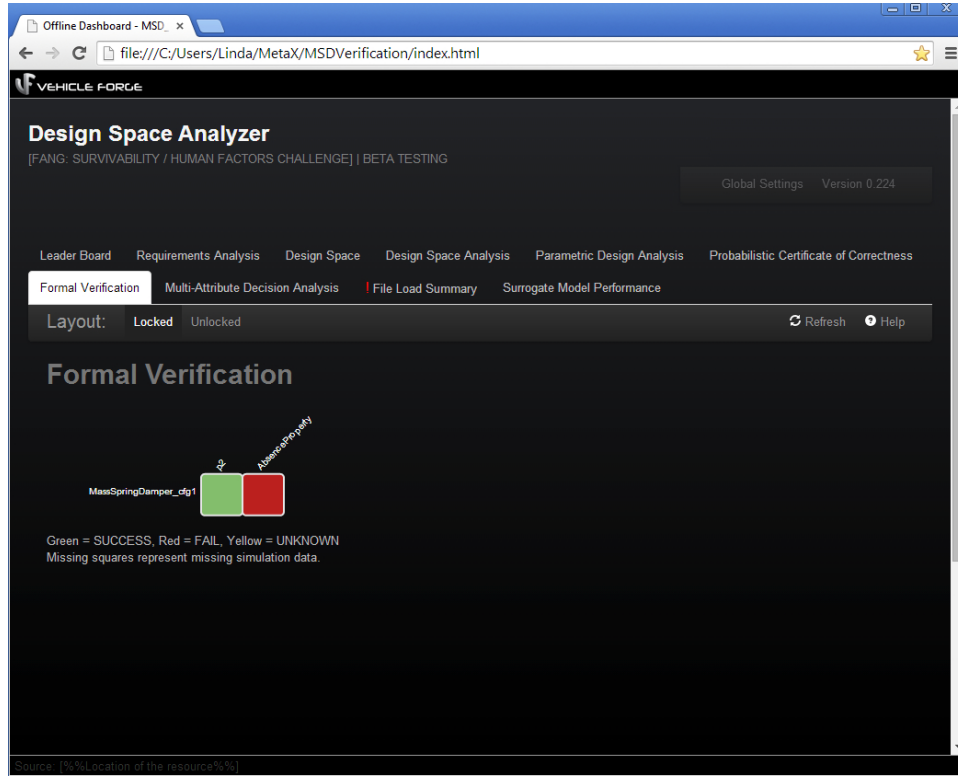 Offline Dashboard - MSD_
file:///C:/Users/Linda/MetaX/MSDVerification/index.html
VF VEHICLE FORGE
Design Space Analyzer
[FANG: SURVIVABILITY / HUMAN FACTORS CHALLENGE] | BETA TESTING
Global Settings Version 0.224
Leader Board Requirements Analysis Design Space Design Space Analysis Parametric Design Analysis Probabilistic Certificate of Correctness
Formal Verification Multi-Attribute Decision Analysis ! File Load Summary Surrogate Model Performance
Layout: Locked Unlocked Refresh Help
Formal Verification
p2 AbsenceProperty
MassSpringDamper_cfg1
Green = SUCCESS, Red = FAIL, Yellow = UNKNOWN
Missing squares represent missing simulation data.
Source: [%%Location of the resource%%]